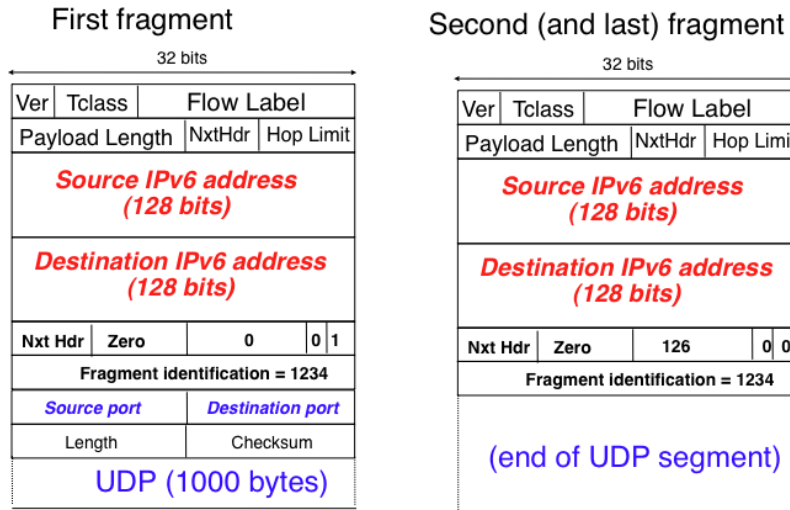 First fragment
32 bits
Ver Tclass Flow Label
Payload Length NxtHdr Hop Limit
Source IPv6 address
(128 bits)
Destination IPv6 address
(128 bits)
Nxt Hdr Zero 0 0 1
Fragment identification = 1234
Source port Destination port
Length Checksum
UDP (1000 bytes)
Second (and last) fragment
32 bits
Ver Tclass Flow Label
Payload Length NxtHdr Hop Limi
Source IPv6 address
(128 bits)
Destination IPv6 address
(128 bits)
Nxt Hdr Zero 126 0 0
Fragment identification = 1234
(end of UDP segment)